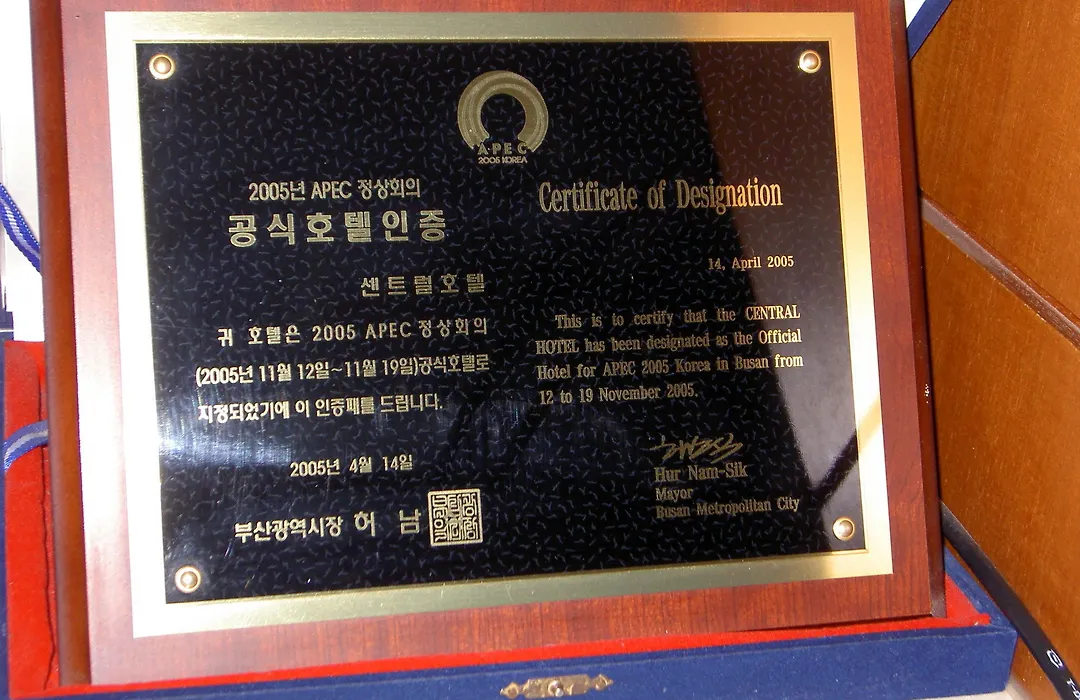 APEC
2005 KOREA
2005년 APEC 정상회의
공식호텔인증
센트럴호텔
귀 호텔은 2005 APEC 정상회의
(2005년 11월 12일~11월 19일)공식호텔로
지정되었기에 이 인증패를 드립니다.
2005년 4월 14일
부산광역시장 허 남
Certificate of Designation
14, April 2005
This is to certify that the CENTRAL
HOTEL has been designated as the Official
Hotel for APEC 2005 Korea in Busan from
12 to 19 November 2005.
Hur Nam-Sik
Mayor
Busan Metropolitan City